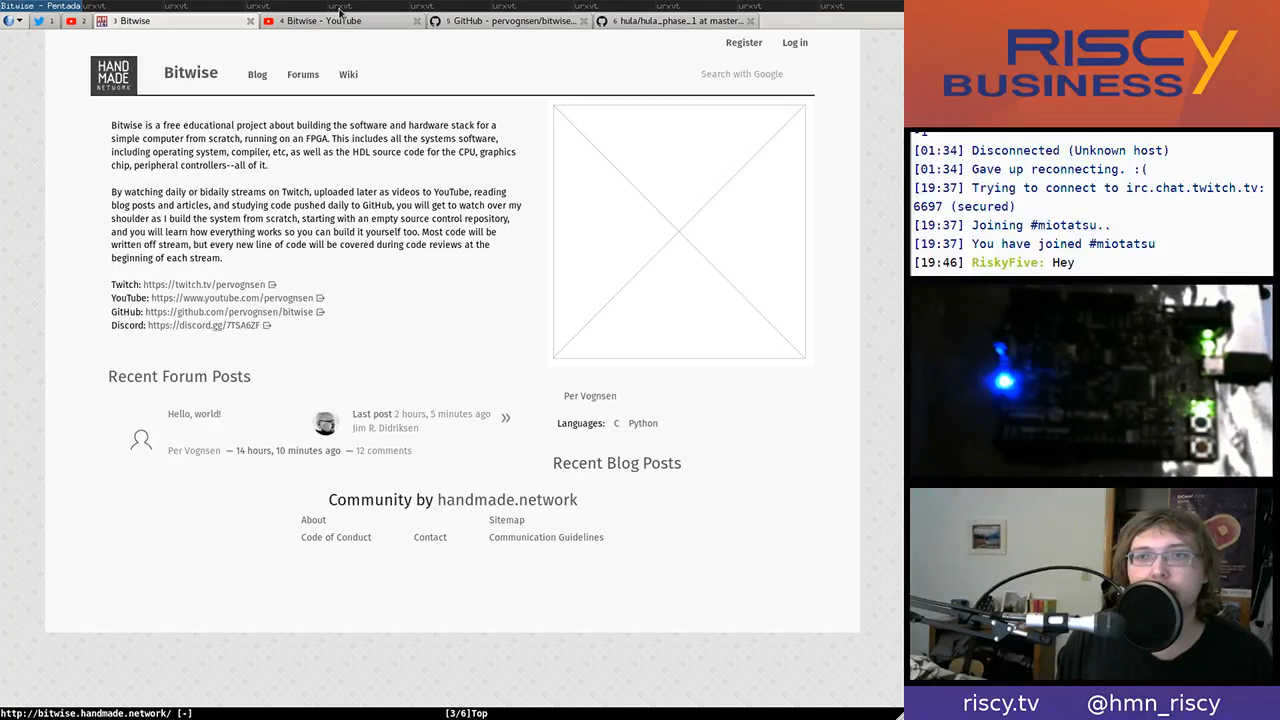 Bitwise - Pentada urxvt urxvt urxvt urxvt urxvt urxvt urxvt urxvt urxvt urxvt
1 2 3 Bitwise 4 Bitwise - YouTube 5 GitHub - pervognsen/bitwise... 6 hula/hula_phase_1 at master...
Register Log in
HAND
MADE
NETWORK
Bitwise Blog Forums Wiki
Search with Google
Bitwise is a free educational project about building the software and hardware stack for a
simple computer from scratch, running on an FPGA. This includes all the systems software,
including operating system, compiler, etc, as well as the HDL source code for the CPU, graphics
chip, peripheral controllers--all of it.
By watching daily or bidaily streams on Twitch, uploaded later as videos to YouTube, reading
blog posts and articles, and studying code pushed daily to GitHub, you will get to watch over my
shoulder as I build the system from scratch, starting with an empty source control repository,
and you will learn how everything works so you can build it yourself too. Most code will be
written off stream, but every new line of code will be covered during code reviews at the
beginning of each stream.
Twitch: https://twitch.tv/pervognsen
YouTube: https://www.youtube.com/pervognsen
GitHub: https://github.com/pervognsen/bitwise
Discord: https://discord.gg/7TSA6ZF
Recent Forum Posts
Hello, world!
Last post 2 hours, 5 minutes ago
Jim R. Didriksen
»
Per Vognsen — 14 hours, 10 minutes ago — 12 comments
Per Vognsen
Languages: C Python
Recent Blog Posts
Community by handmade.network
About Sitemap
Code of Conduct Contact Communication Guidelines
http://bitwise.handmade.network/ [-] [3/6]Top
RISC y
BUSINESS
[01:34] Disconnected (Unknown host)
[01:34] Gave up reconnecting. :(
[19:37] Trying to connect to irc.chat.twitch.tv:
6697 (secured)
[19:37] Joining #miotatsu..
[19:37] You have joined #miotatsu
[19:46] RiskyFive: Hey
riscy.tv @hmn_riscy